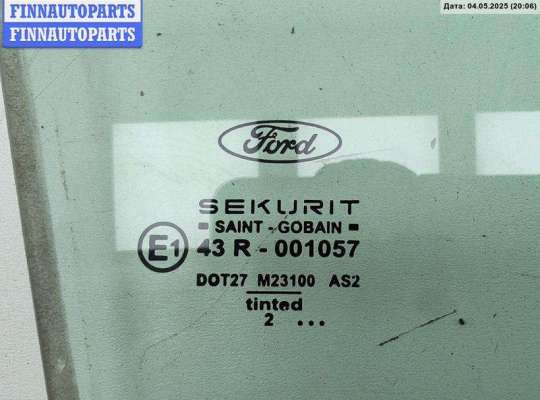 FINNAUTOPARTS
FINNAUTOPARTS
Дата: 04.05.2025 (20:06)
Ford
SEKURIT
SAINT - GOBAIN
E1 43 R - 001057
DOT27 M23100 AS2
tinted
2 ...